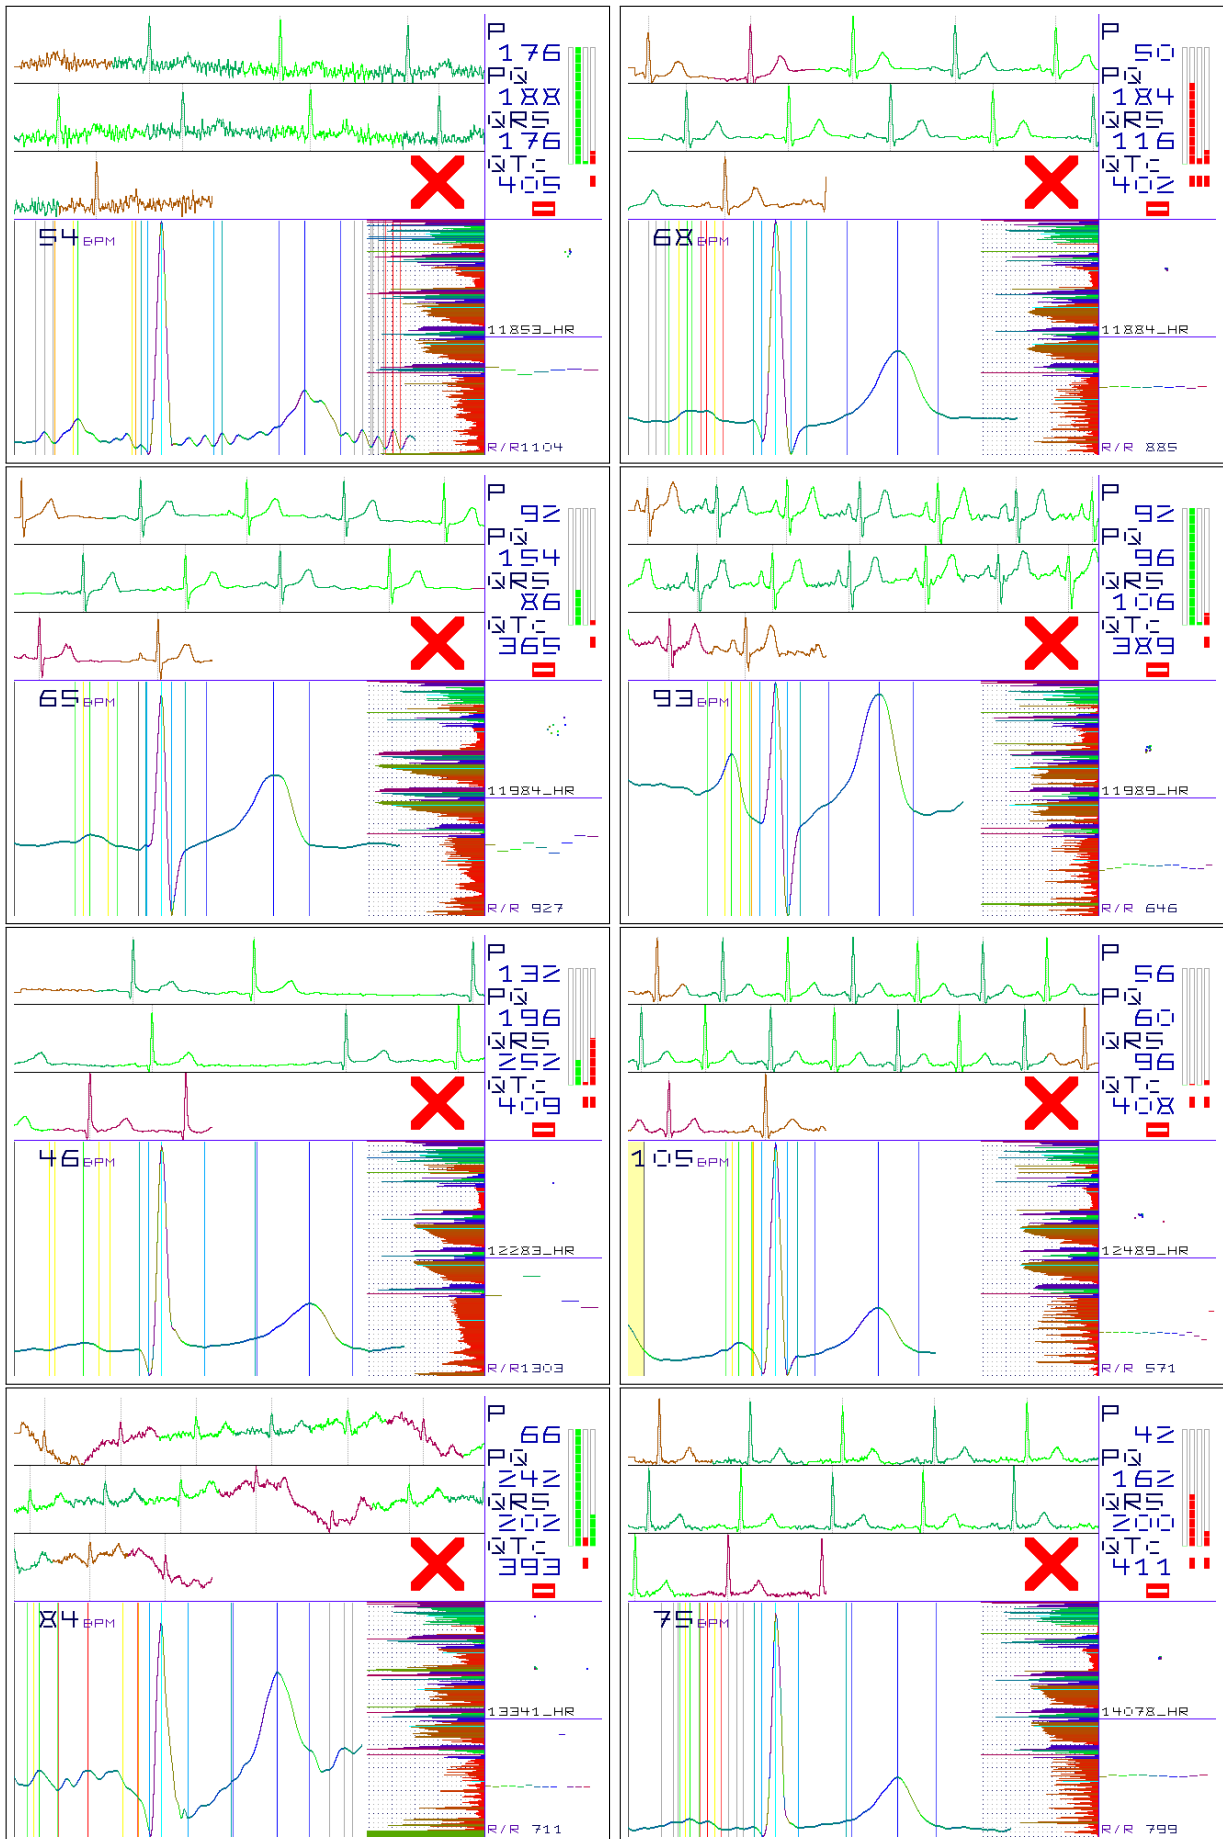 P
176
PQ
188
QRS
176
QTc
405
54 BPM
11853_HR
R/R1104
P
50
PQ
184
QRS
116
QTc
402
68 BPM
11884_HR
R/R 885
P
92
PQ
154
QRS
86
QTc
365
65 BPM
11984_HR
R/R 927
P
92
PQ
96
QRS
106
QTc
389
93 BPM
11989_HR
R/R 646
P
132
PQ
196
QRS
252
QTc
409
46 BPM
12283_HR
R/R1303
P
56
PQ
60
QRS
96
QTc
408
105 BPM
12489_HR
R/R 571
P
66
PQ
242
QRS
202
QTc
393
84 BPM
13341_HR
R/R 711
P
42
PQ
162
QRS
200
QTc
411
75 BPM
14078_HR
R/R 799